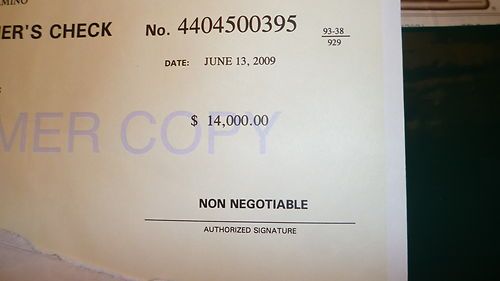 ER'S CHECK No. 4404500395 93-38
929
DATE: JUNE 13, 2009
$ 14,000.00
MER COPY
NON NEGOTIABLE
AUTHORIZED SIGNATURE